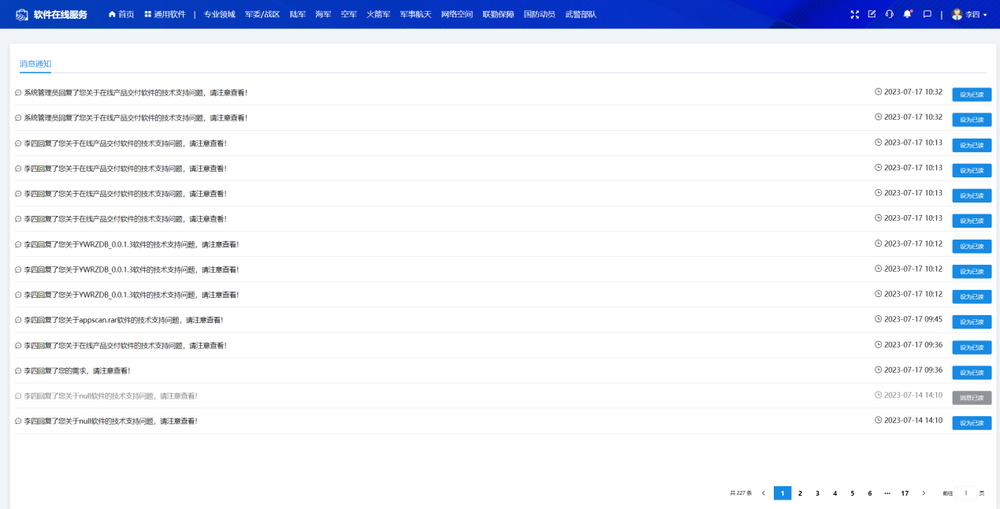 软件在线服务 首页 通用软件 | 专业领域 军委/战区 陆军 海军 空军 火箭军 军事航天 网络空间 联勤保障 国防动员 武警部队 | 李四
消息通知
系统管理员回复了您关于在线产品交付软件的技术支持问题，请注意查看！ 2023-07-17 10:32 设为已读
系统管理员回复了您关于在线产品交付软件的技术支持问题，请注意查看！ 2023-07-17 10:32 设为已读
李四回复了您关于在线产品交付软件的技术支持问题，请注意查看！ 2023-07-17 10:13 设为已读
李四回复了您关于在线产品交付软件的技术支持问题，请注意查看！ 2023-07-17 10:13 设为已读
李四回复了您关于在线产品交付软件的技术支持问题，请注意查看！ 2023-07-17 10:13 设为已读
李四回复了您关于在线产品交付软件的技术支持问题，请注意查看！ 2023-07-17 10:13 设为已读
李四回复了您关于YWRZDB_0.0.1.3软件的技术支持问题，请注意查看！ 2023-07-17 10:12 设为已读
李四回复了您关于YWRZDB_0.0.1.3软件的技术支持问题，请注意查看！ 2023-07-17 10:12 设为已读
李四回复了您关于YWRZDB_0.0.1.3软件的技术支持问题，请注意查看！ 2023-07-17 10:12 设为已读
李四回复了您关于appscan.rar软件的技术支持问题，请注意查看！ 2023-07-17 09:45 设为已读
李四回复了您关于在线产品交付软件的技术支持问题，请注意查看！ 2023-07-17 09:36 设为已读
李四回复了您的需求，请注意查看！ 2023-07-17 09:36 设为已读
李四回复了您关于null软件的技术支持问题，请注意查看！ 2023-07-14 14:10 消息已读
李四回复了您关于null软件的技术支持问题，请注意查看！ 2023-07-14 14:10 设为已读
共 227 条 < 1 2 3 4 5 6 ··· 17 > 前往 1 页